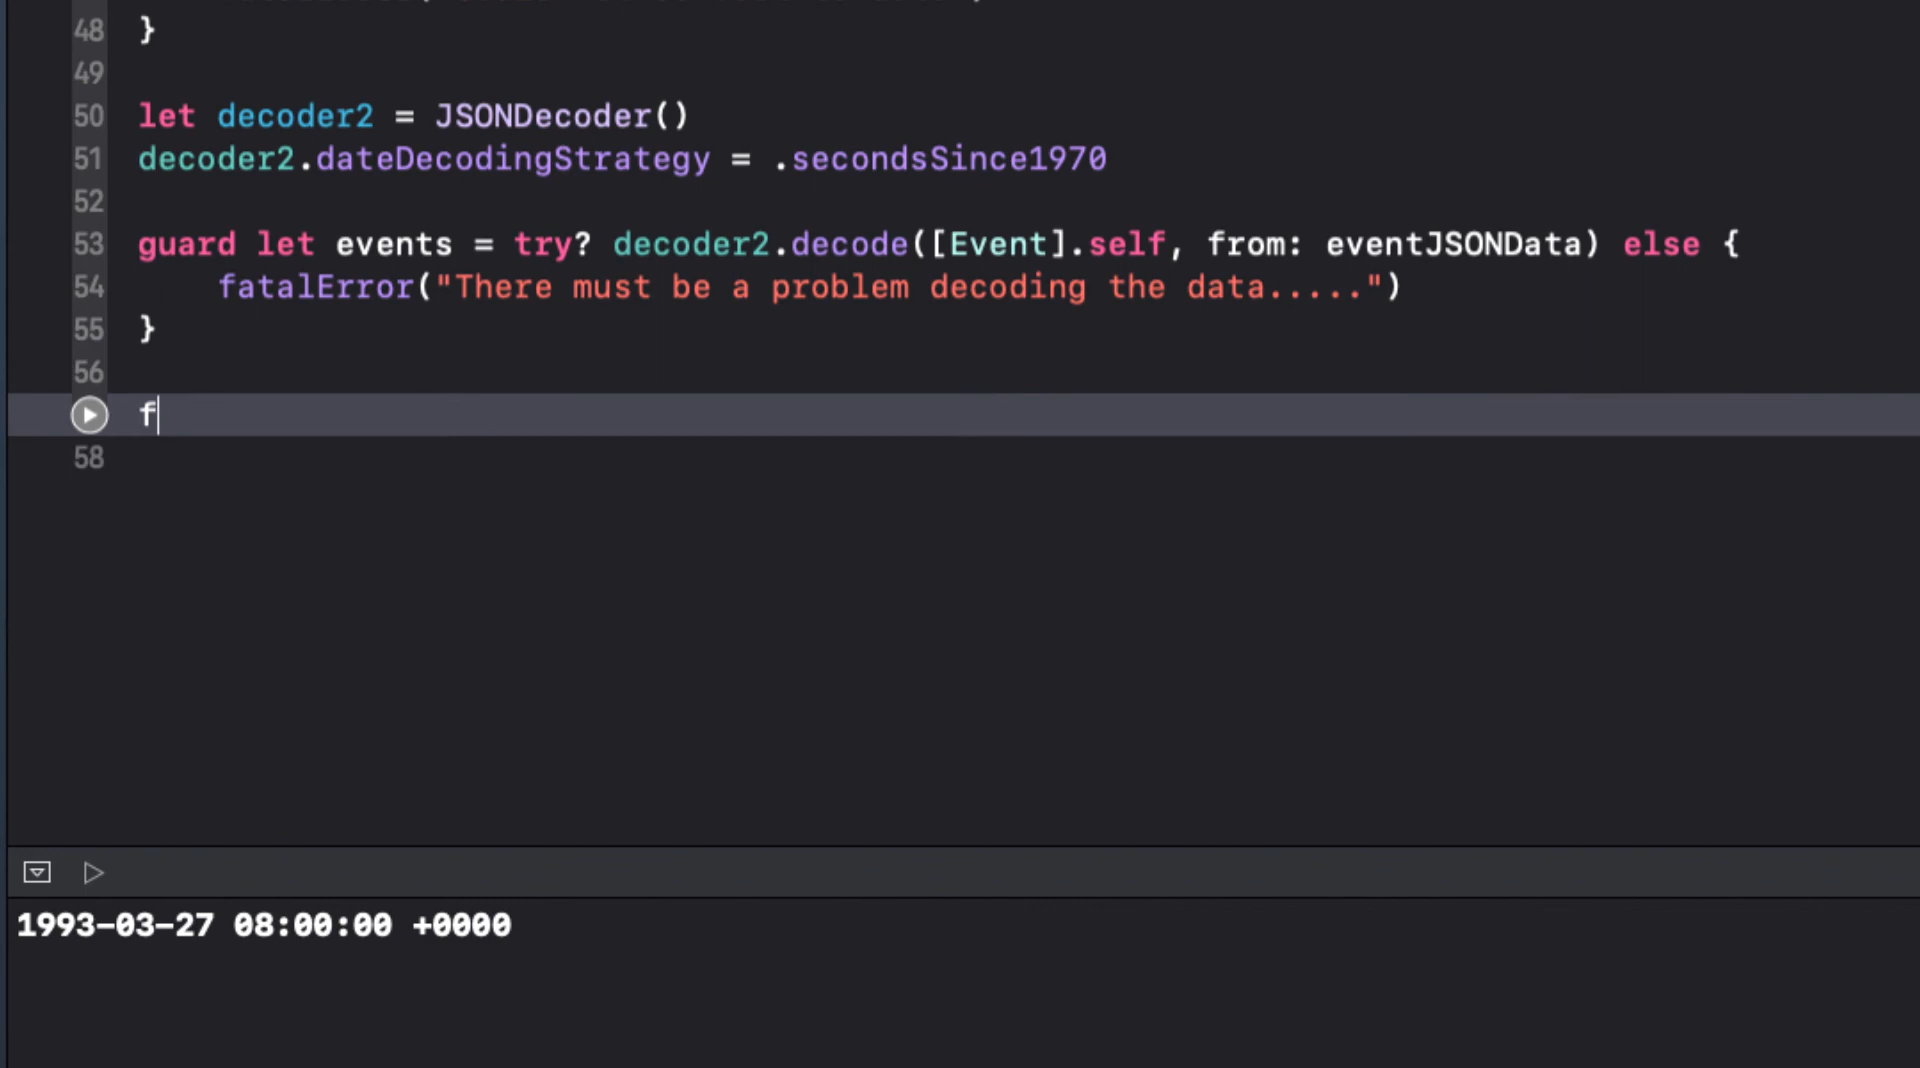 48 }
49
50 let decoder2 = JSONDecoder()
51 decoder2.dateDecodingStrategy = .secondsSince1970
52
53 guard let events = try? decoder2.decode([Event].self, from: eventJSONData) else {
54 fatalError("There must be a problem decoding the data.....")
55 }
56
f
58
1993-03-27 08:00:00 +0000